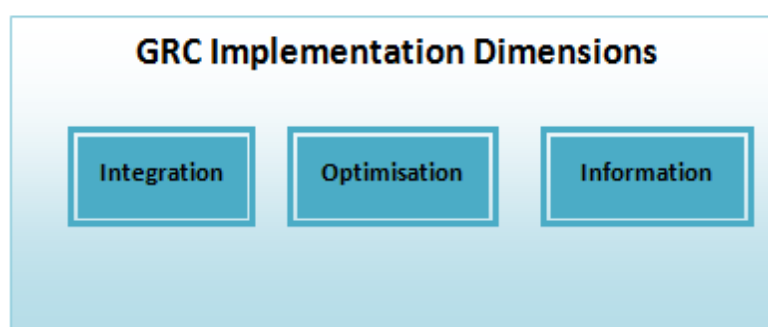 GRC Implementation Dimensions
Integration
Optimisation
Information